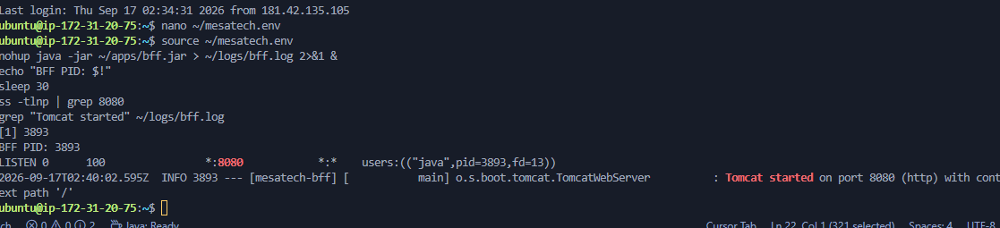 Last login: Thu Sep 17 02:34:31 2026 from 181.42.135.105
ubuntu@ip-172-31-20-75:~$ nano ~/mesatech.env
ubuntu@ip-172-31-20-75:~$ source ~/mesatech.env
nohup java -jar ~/apps/bff.jar > ~/logs/bff.log 2>&1 &
echo "BFF PID: $!"
sleep 30
ss -tlnp | grep 8080
grep "Tomcat started" ~/logs/bff.log
[1] 3893
BFF PID: 3893
LISTEN 0      100                *:8080            *:*    users:(("java",pid=3893,fd=13))
2026-09-17T02:40:02.595Z  INFO 3893 --- [mesatech-bff] [           main] o.s.boot.tomcat.TomcatWebServer          : Tomcat started on port 8080 (http) with cont
ext path '/'
ubuntu@ip-172-31-20-75:~$
ch 0 0 2 Java: Ready Cursor Tab Ln 22, Col 1 (321 selected) Spaces: 4 UTF-8